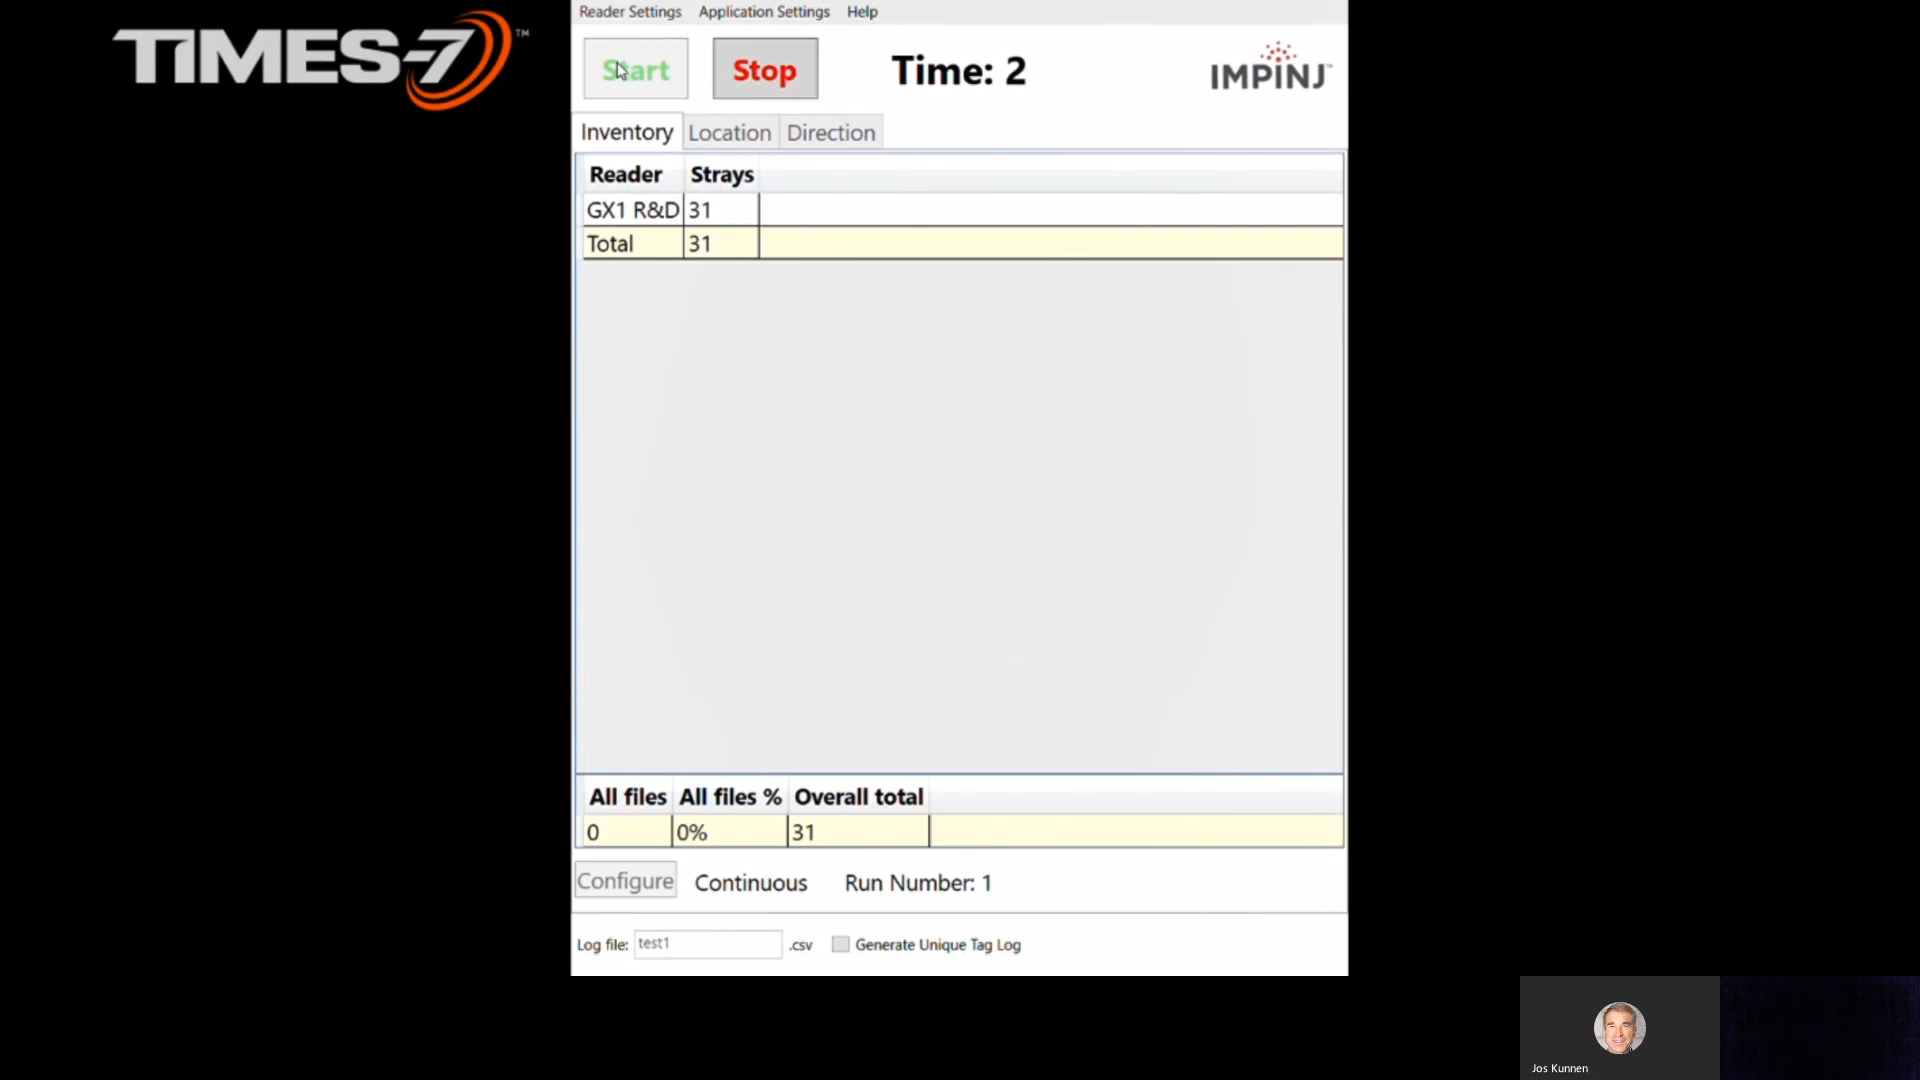 TIMES-7™
Reader Settings Application Settings Help
Start Stop Time: 2 IMPINJ
Inventory Location Direction
Reader Strays
GX1 R&D 31
Total 31
All files All files % Overall total
0 0% 31
Configure Continuous Run Number: 1
Log file: test1 .csv Generate Unique Tag Log
Jos Kunnen